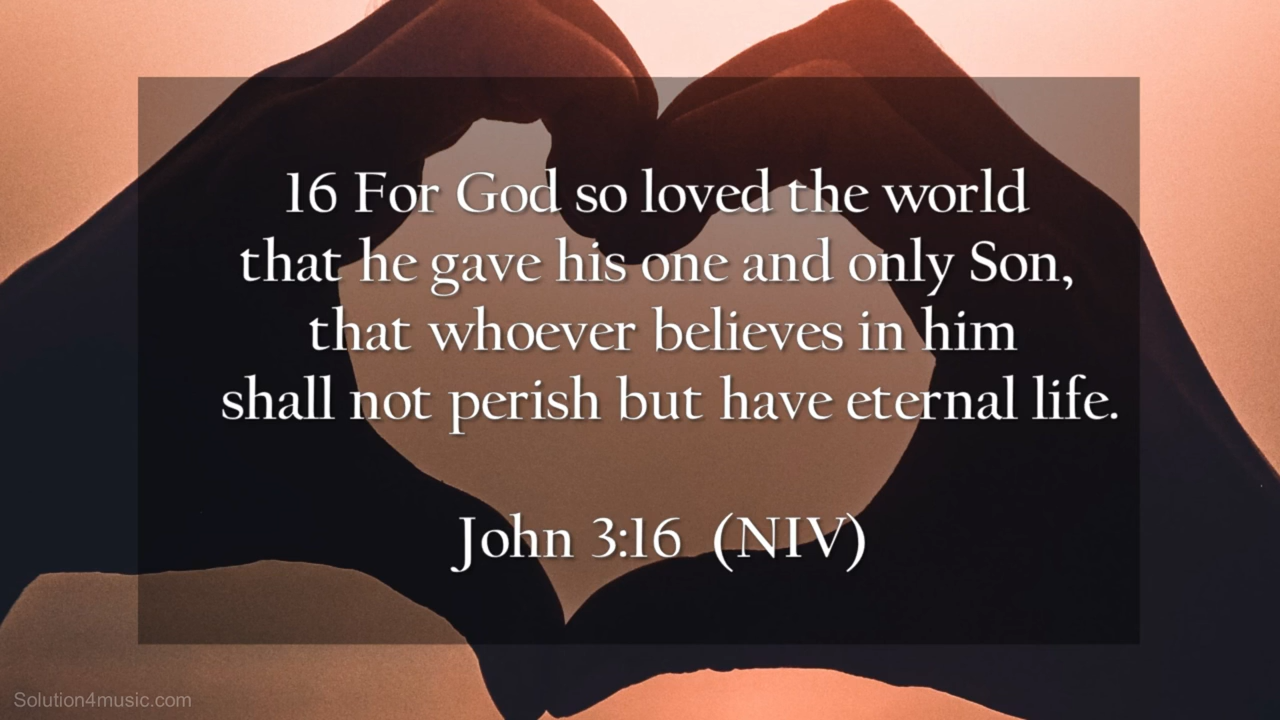 16 For God so loved the world
that he gave his one and only Son,
that whoever believes in him
shall not perish but have eternal life.
John 3:16 (NIV)
Solution4music.com